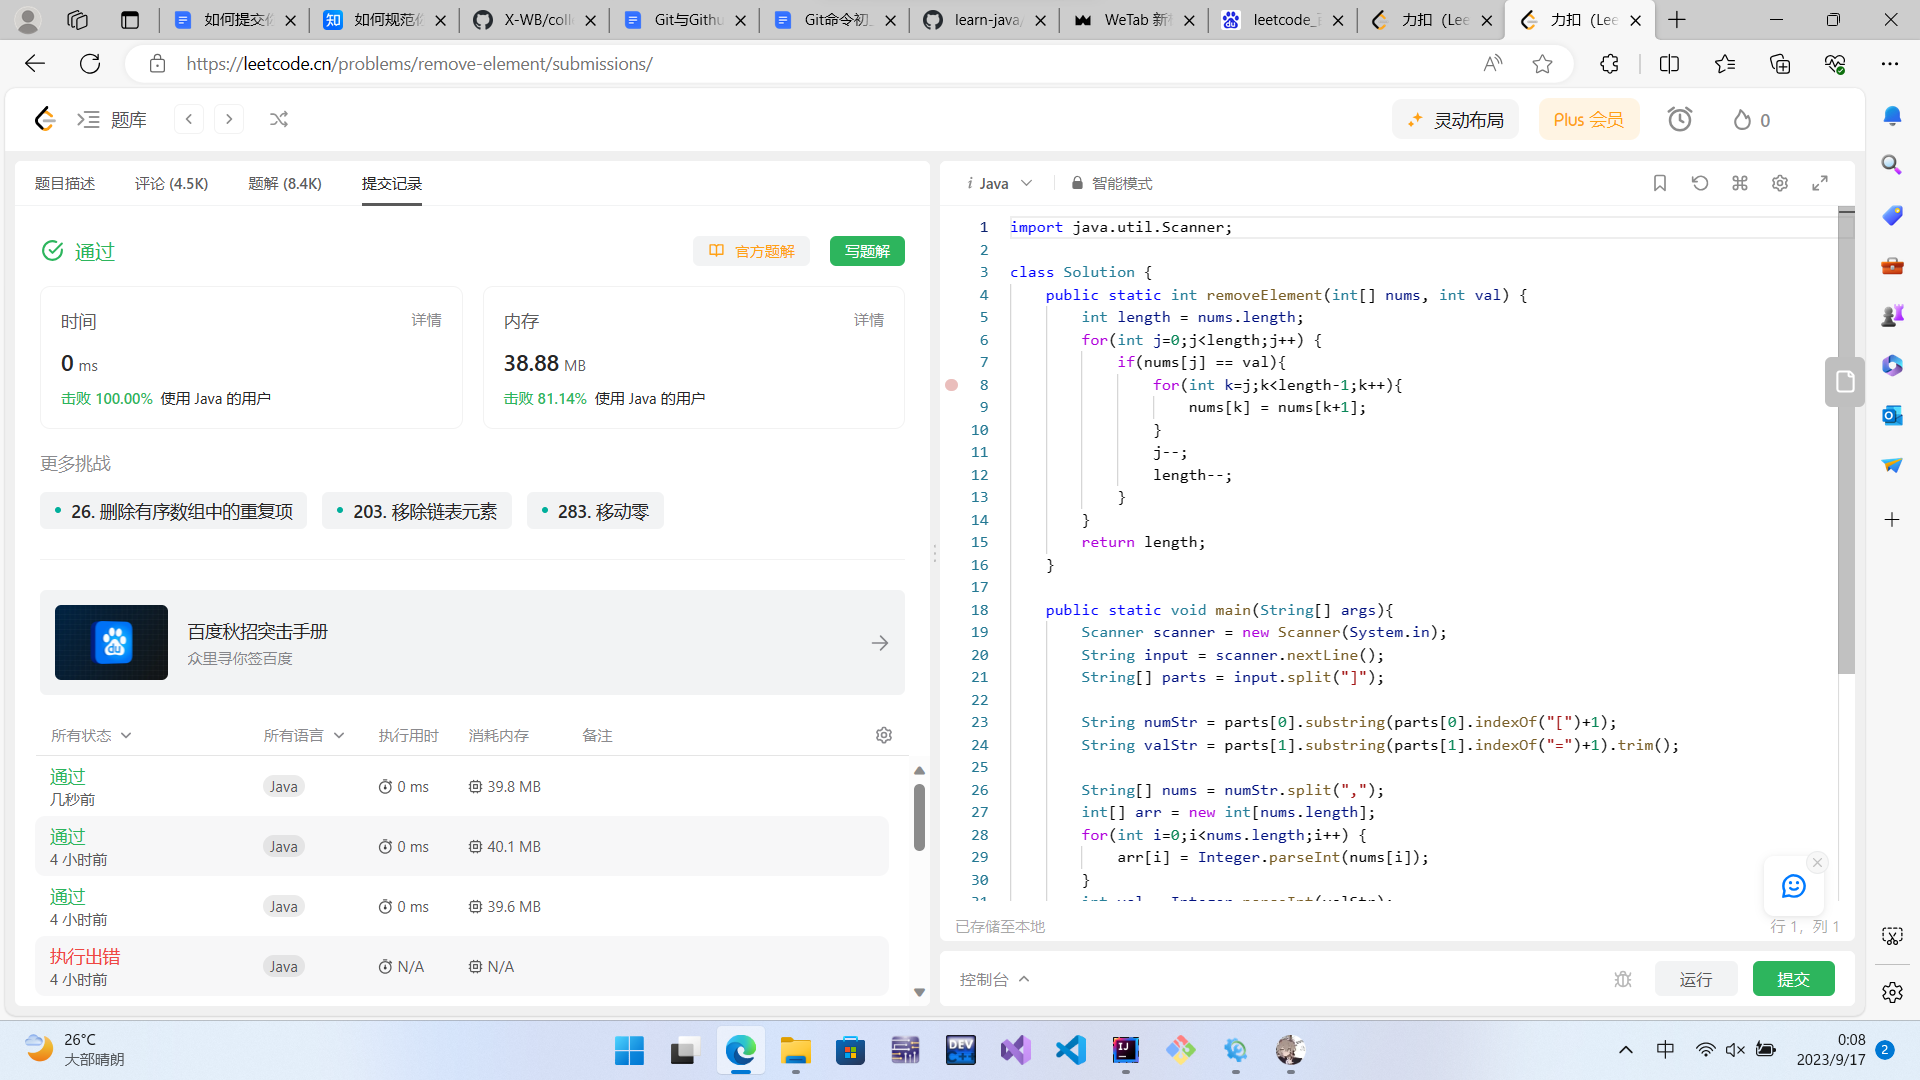 如何提交
如何规范
X-WB/coll
Git与Githu
Git命令初
learn-java/
WeTab 新
leetcode_
力扣 (Lee
力扣 (Lee
https://leetcode.cn/problems/remove-element/submissions/
题库
灵动布局
Plus 会员
0
题目描述
评论 (4.5K)
题解 (8.4K)
提交记录
i Java
智能模式
通过
官方题解
写题解
时间
详情
0 ms
击败 100.00% 使用 Java 的用户
内存
详情
38.88 MB
击败 81.14% 使用 Java 的用户
更多挑战
26. 删除有序数组中的重复项
203. 移除链表元素
283. 移动零
百度秋招突击手册
众里寻你签百度
所有状态
所有语言
执行用时
消耗内存
备注
通过
几秒前
Java
0 ms
39.8 MB
通过
4 小时前
Java
0 ms
40.1 MB
通过
4 小时前
Java
0 ms
39.6 MB
执行出错
4 小时前
Java
N/A
N/A
1 import java.util.Scanner;
2
3 class Solution {
4 public static int removeElement(int[] nums, int val) {
5 int length = nums.length;
6 for(int j=0;j<length;j++) {
7 if(nums[j] == val){
8 for(int k=j;k<length-1;k++){
9 nums[k] = nums[k+1];
10 }
11 j--;
12 length--;
13 }
14 }
15 return length;
16 }
17
18 public static void main(String[] args){
19 Scanner scanner = new Scanner(System.in);
20 String input = scanner.nextLine();
21 String[] parts = input.split("]");
22
23 String numStr = parts[0].substring(parts[0].indexOf("[")+1);
24 String valStr = parts[1].substring(parts[1].indexOf("=")+1).trim();
25
26 String[] nums = numStr.split(",");
27 int[] arr = new int[nums.length];
28 for(int i=0;i<nums.length;i++) {
29 arr[i] = Integer.parseInt(nums[i]);
30 }
31 int val = Integer.parseInt(valStr);
已存储至本地
行 1, 列 1
控制台
运行
提交
26°C
大部晴朗
DEV
C++
IJ
中
0:08
2023/9/17
2